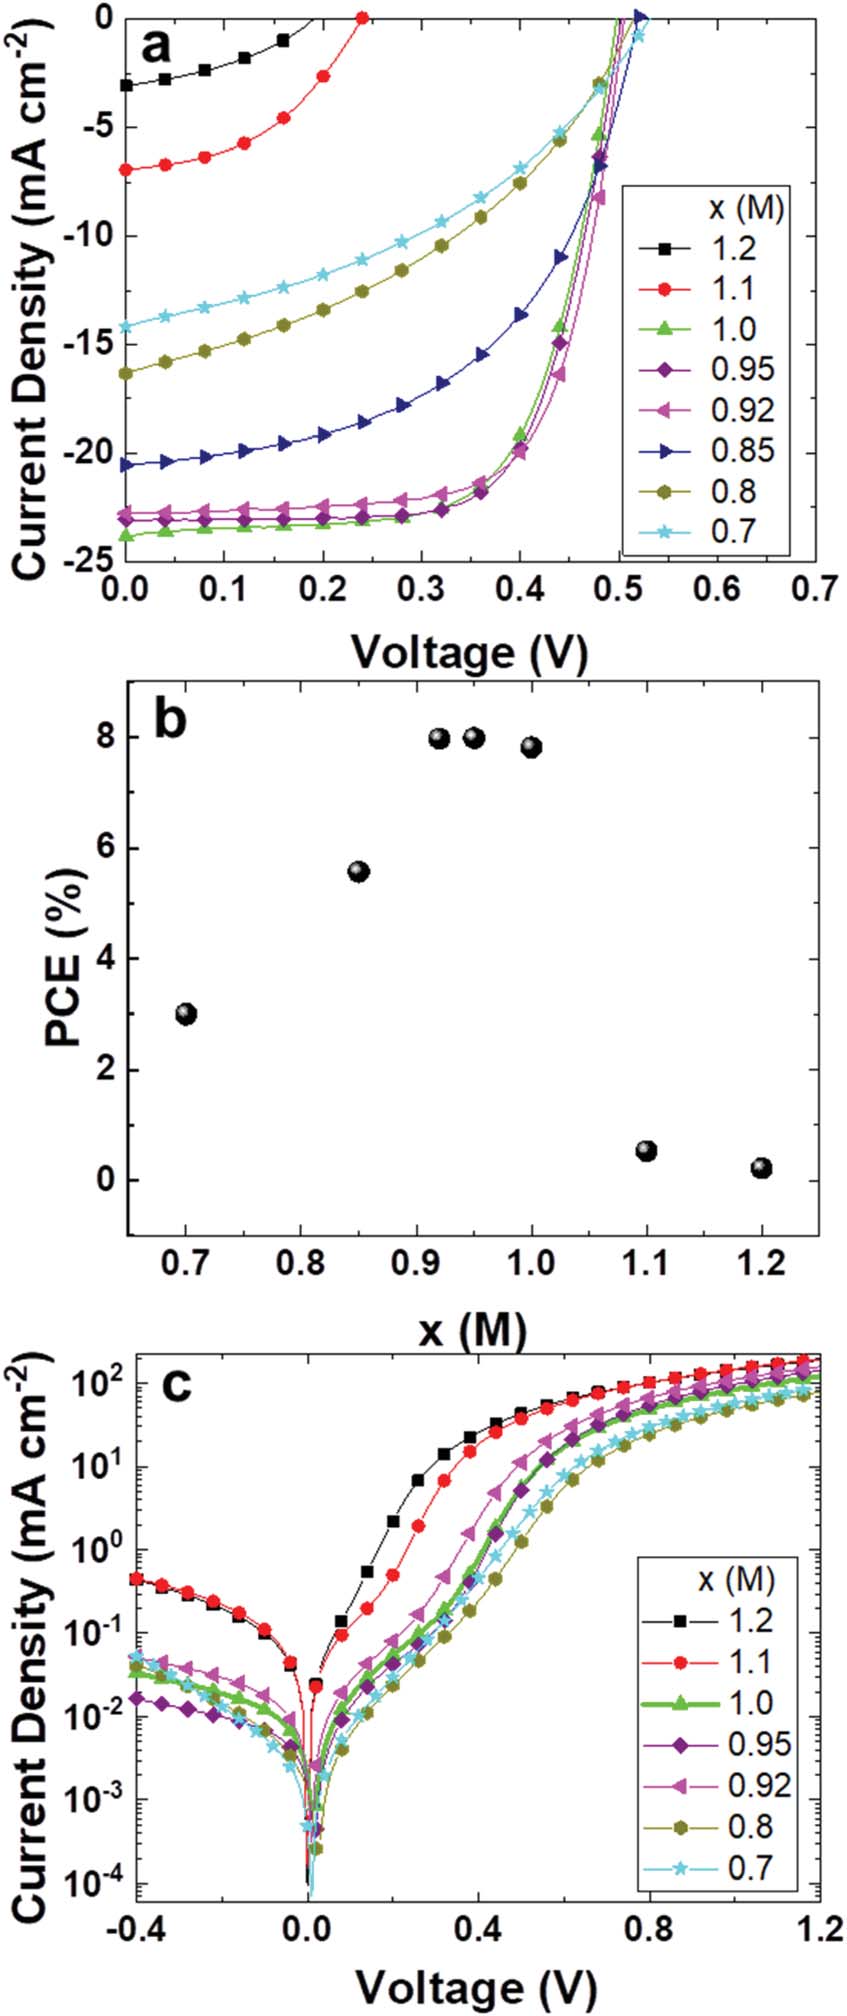 a
0
-5
-10
-15
-20
-25
Current Density (mA cm-2)
0.0 0.1 0.2 0.3 0.4 0.5 0.6 0.7
Voltage (V)
x (M)
1.2
1.1
1.0
0.95
0.92
0.85
0.8
0.7
b
8
6
4
2
0
PCE (%)
0.7 0.8 0.9 1.0 1.1 1.2
x (M)
c
10²
10¹
10⁰
10⁻¹
10⁻²
10⁻³
10⁻⁴
Current Density (mA cm-2)
-0.4 0.0 0.4 0.8 1.2
Voltage (V)
x (M)
1.2
1.1
1.0
0.95
0.92
0.8
0.7